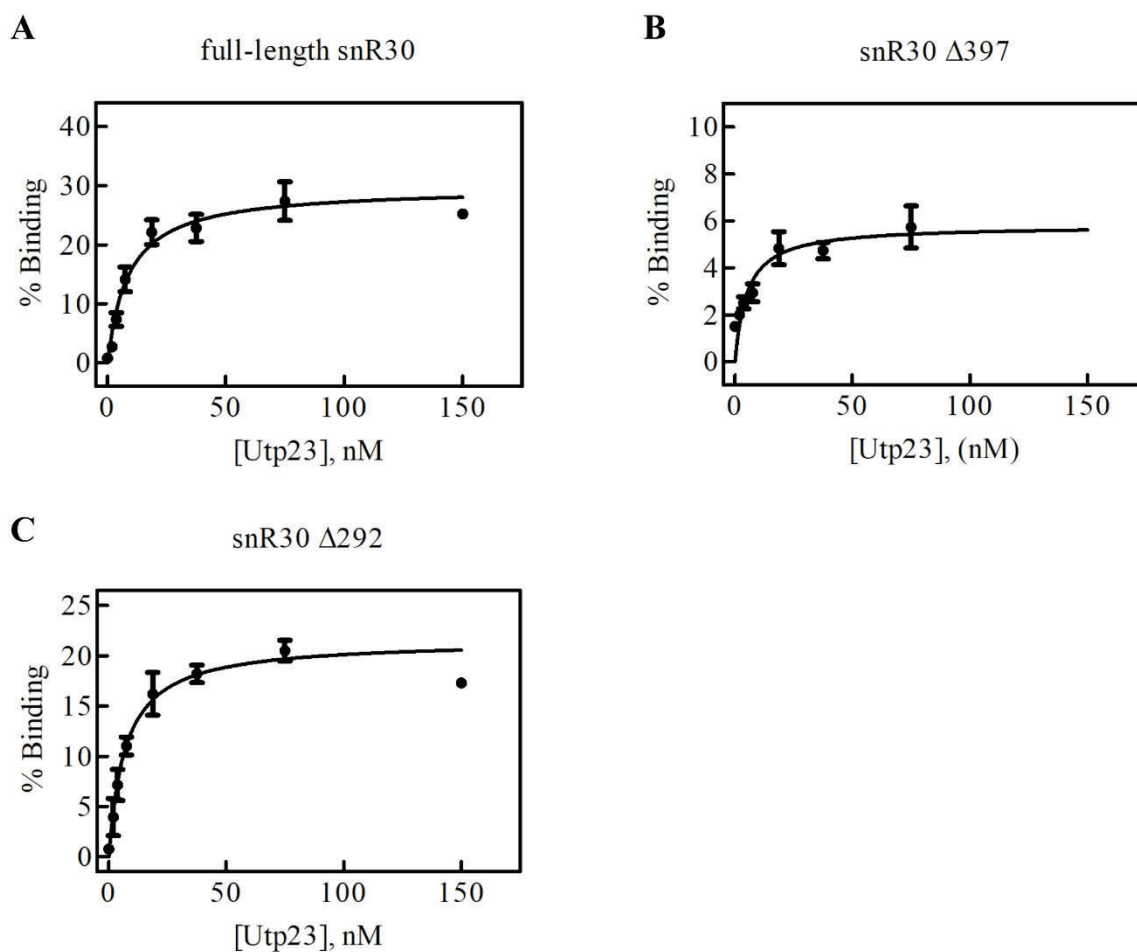 A
full-length snR30
% Binding
40
30
20
10
0
0 50 100 150
[Utp23], nM
B
snR30 Δ397
% Binding
10
8
6
4
2
0
0 50 100 150
[Utp23], (nM)
C
snR30 Δ292
% Binding
25
20
15
10
5
0
0 50 100 150
[Utp23], nM